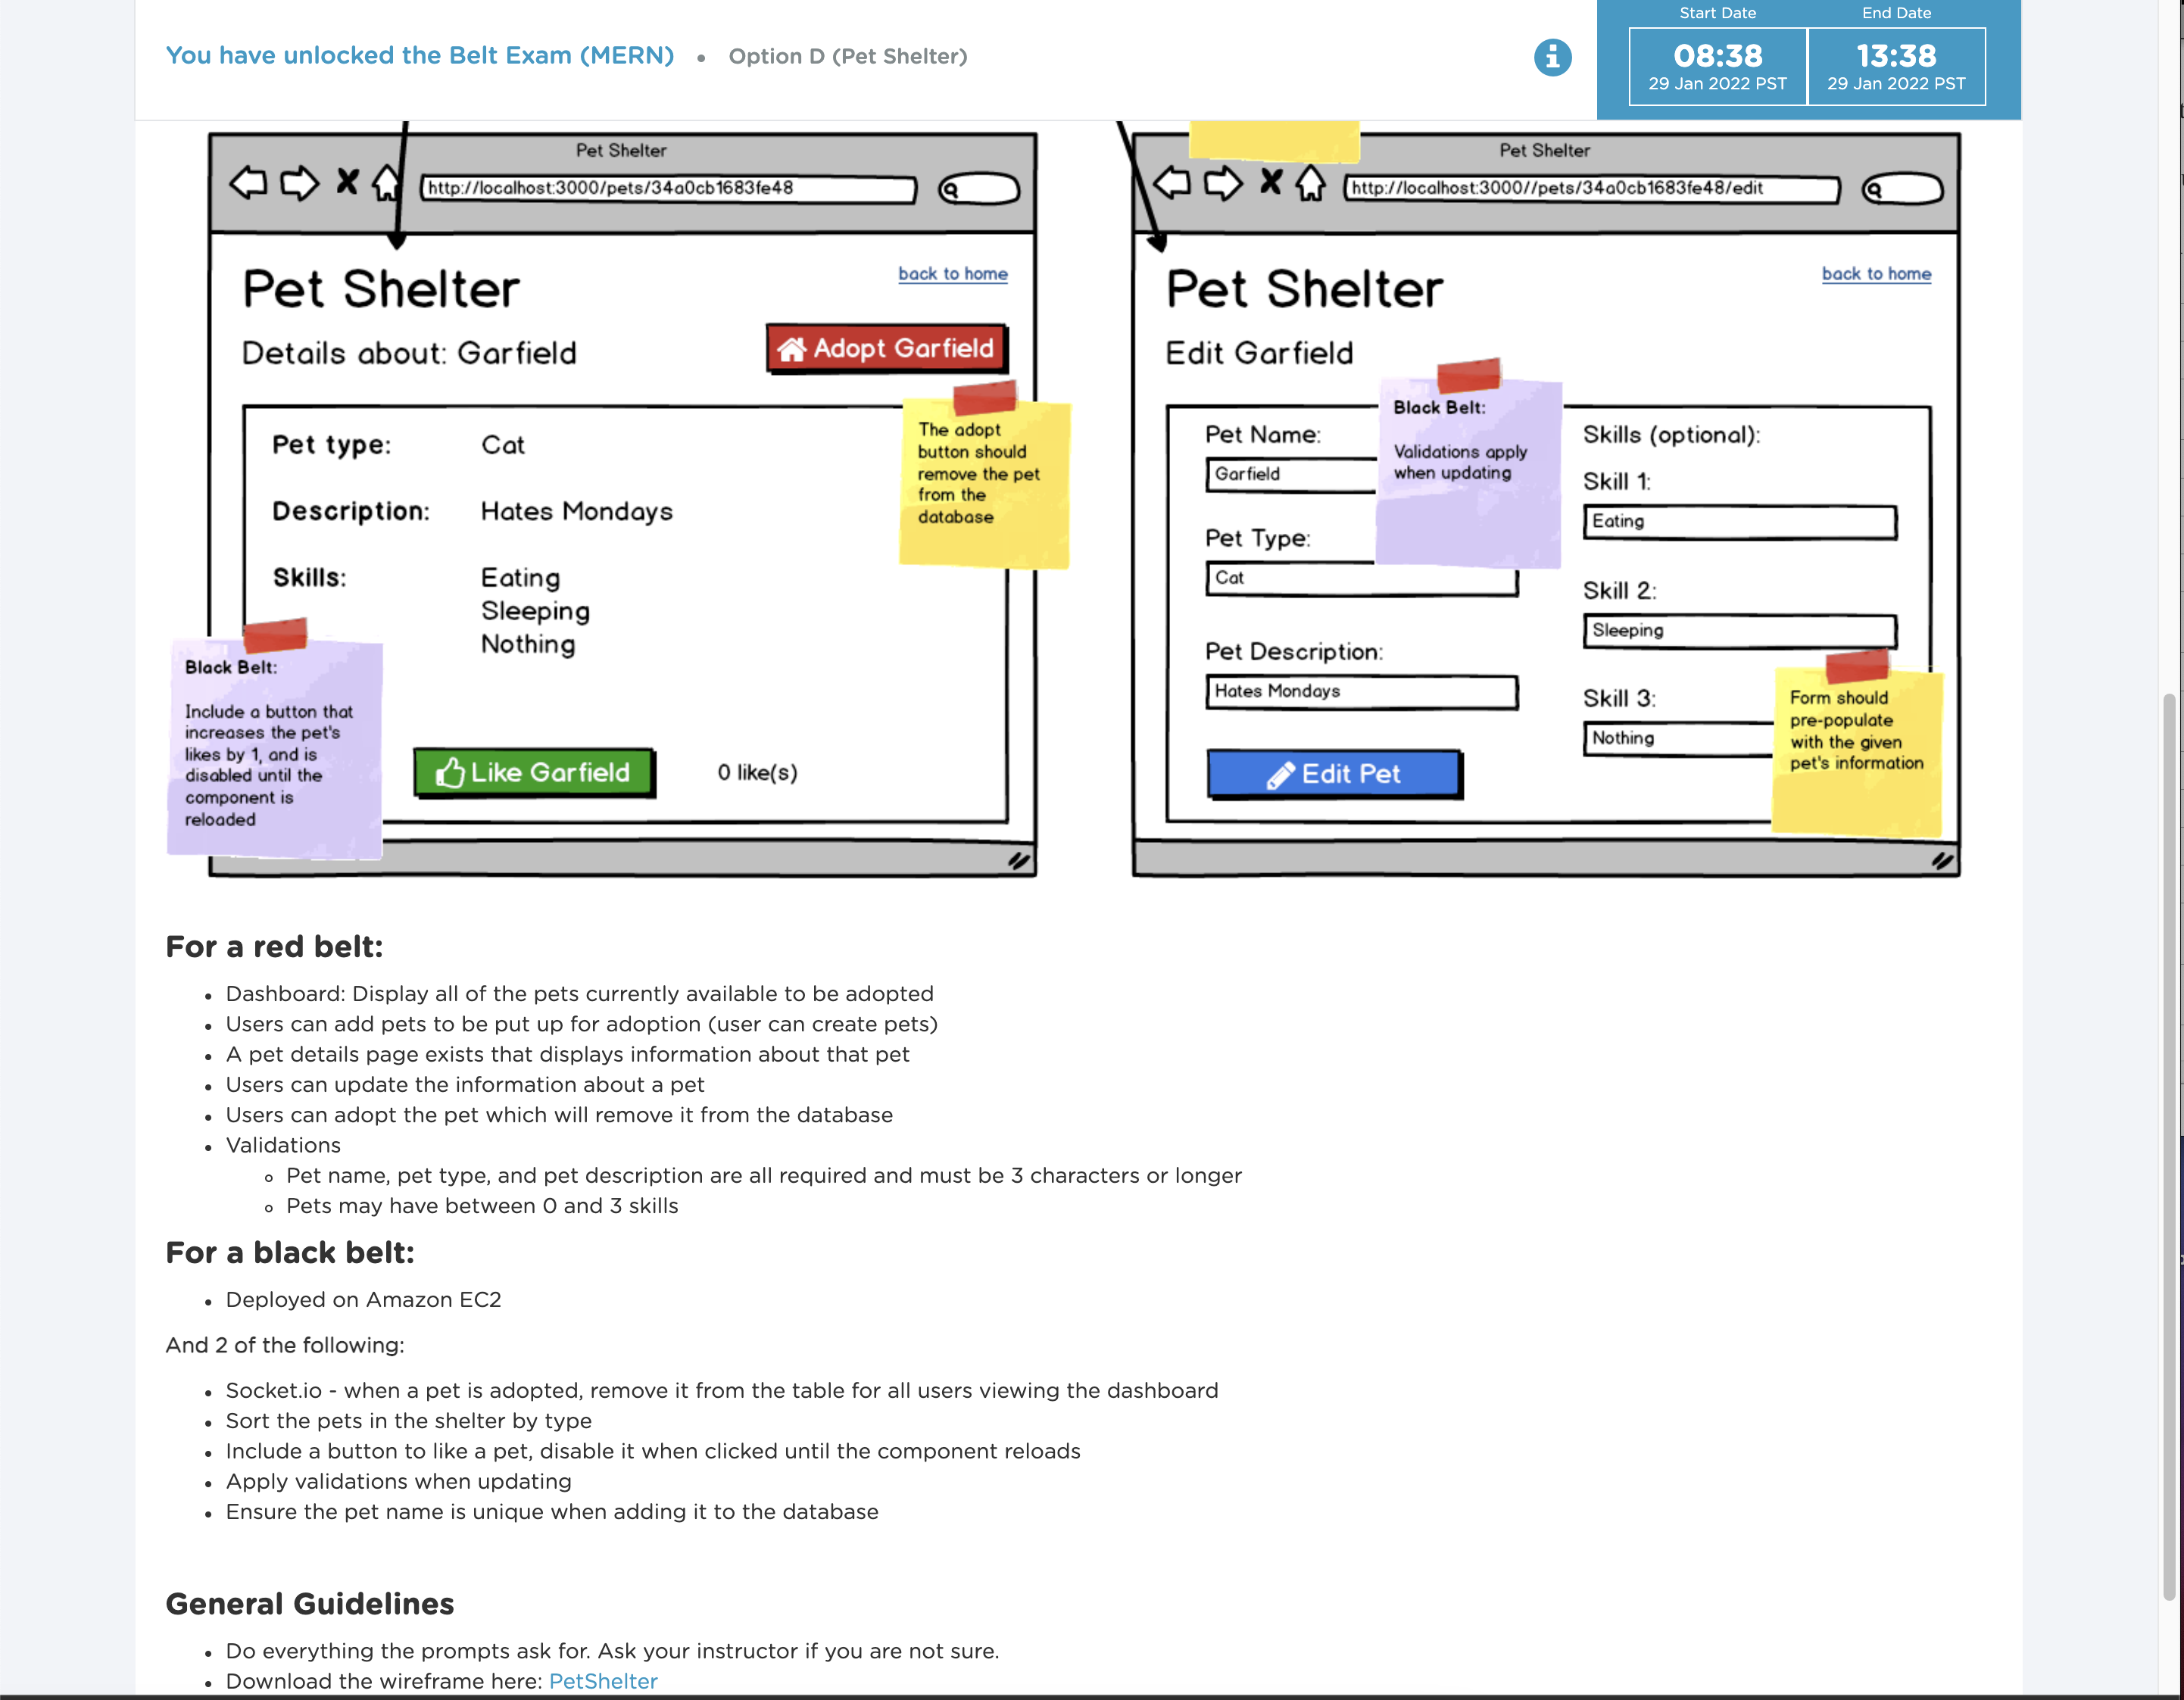 You have unlocked the Belt Exam (MERN) • Option D (Pet Shelter)
Start Date
08:38
29 Jan 2022 PST
End Date
13:38
29 Jan 2022 PST
Pet Shelter
http://localhost:3000/pets/34a0cb1683fe48
Pet Shelter
back to home
Details about: Garfield
Adopt Garfield
The adopt
button should
remove the pet
from the
database
Pet type: Cat
Description: Hates Mondays
Skills: Eating
Sleeping
Nothing
Black Belt:
Include a button that
increases the pet's
likes by 1, and is
disabled until the
component is
reloaded
Like Garfield
0 like(s)
Pet Shelter
http://localhost:3000//pets/34a0cb1683fe48/edit
Pet Shelter
back to home
Edit Garfield
Black Belt:
Validations apply
when updating
Pet Name:
Garfield
Pet Type:
Cat
Pet Description:
Hates Mondays
Edit Pet
Skills (optional):
Skill 1:
Eating
Skill 2:
Sleeping
Skill 3:
Nothing
Form should
pre-populate
with the given
pet's information
For a red belt:
• Dashboard: Display all of the pets currently available to be adopted
• Users can add pets to be put up for adoption (user can create pets)
• A pet details page exists that displays information about that pet
• Users can update the information about a pet
• Users can adopt the pet which will remove it from the database
• Validations
◦ Pet name, pet type, and pet description are all required and must be 3 characters or longer
◦ Pets may have between 0 and 3 skills
For a black belt:
• Deployed on Amazon EC2
And 2 of the following:
• Socket.io - when a pet is adopted, remove it from the table for all users viewing the dashboard
• Sort the pets in the shelter by type
• Include a button to like a pet, disable it when clicked until the component reloads
• Apply validations when updating
• Ensure the pet name is unique when adding it to the database
General Guidelines
• Do everything the prompts ask for. Ask your instructor if you are not sure.
• Download the wireframe here: PetShelter